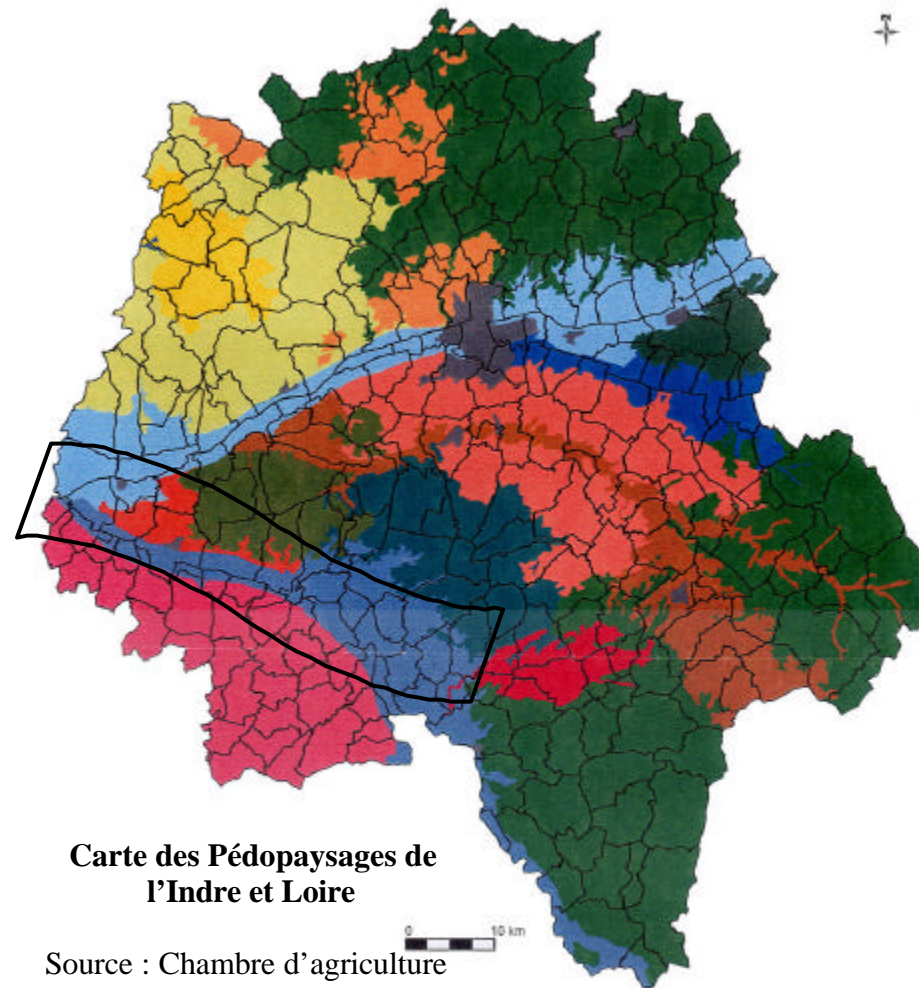 N
Carte des Pédopaysages de
l’Indre et Loire
0 10 km
Source : Chambre d’agriculture